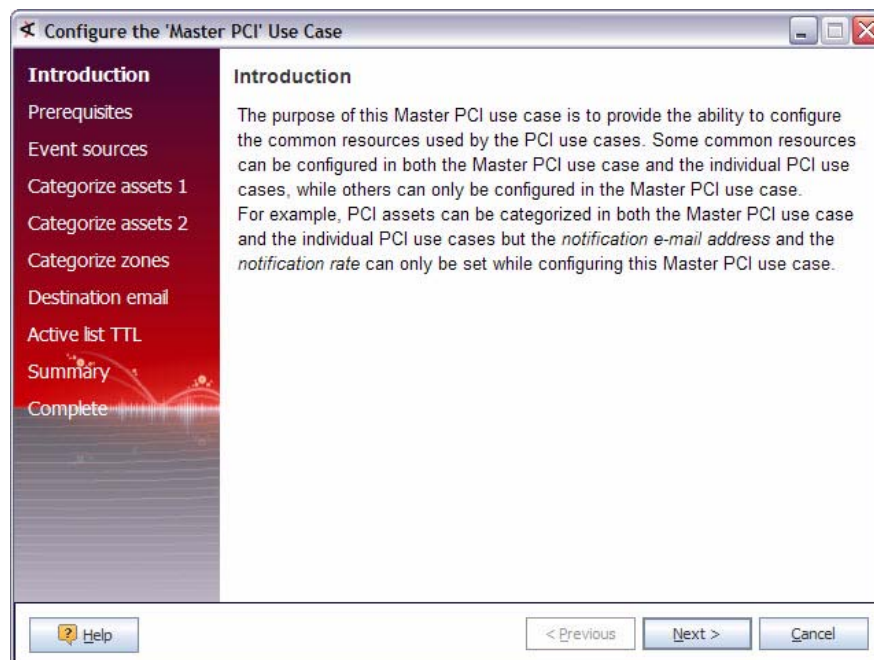 Configure the 'Master PCI' Use Case
Introduction
Prerequisites
Event sources
Categorize assets 1
Categorize assets 2
Categorize zones
Destination email
Active list TTL
Summary
Complete
Introduction
The purpose of this Master PCI use case is to provide the ability to configure
the common resources used by the PCI use cases. Some common resources
can be configured in both the Master PCI use case and the individual PCI use
cases, while others can only be configured in the Master PCI use case.
For example, PCI assets can be categorized in both the Master PCI use case
and the individual PCI use cases but the notification e-mail address and the
notification rate can only be set while configuring this Master PCI use case.
Help
< Previous
Next >
Cancel